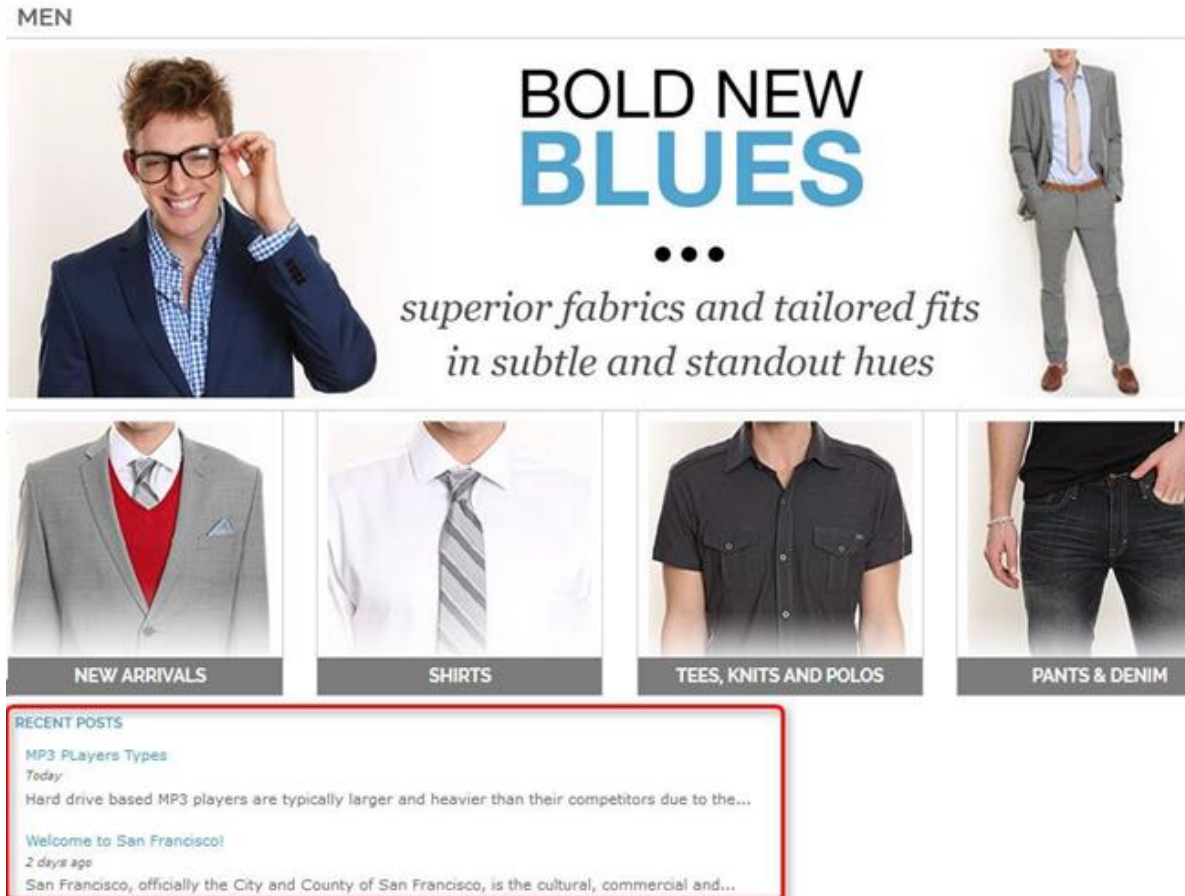 MEN
BOLD NEW
BLUES
•••
superior fabrics and tailored fits
in subtle and standout hues
NEW ARRIVALS
SHIRTS
TEES, KNITS AND POLOS
PANTS & DENIM
RECENT POSTS
MP3 PLayers Types
Today
Hard drive based MP3 players are typically larger and heavier than their competitors due to the...
Welcome to San Francisco!
2 days ago
San Francisco, officially the City and County of San Francisco, is the cultural, commercial and...